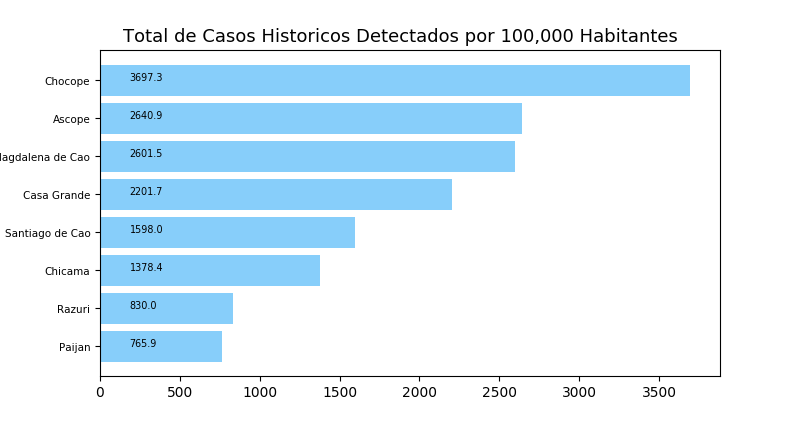 Total de Casos Historicos Detectados por 100,000 Habitantes
Chocope 3697.3
Ascope 2640.9
de Cao 2601.5
Casa Grande 2201.7
Santiago de Cao 1598.0
Chicama 1378.4
Razuri 830.0
Paijan 765.9
0 500 1000 1500 2000 2500 3000 3500